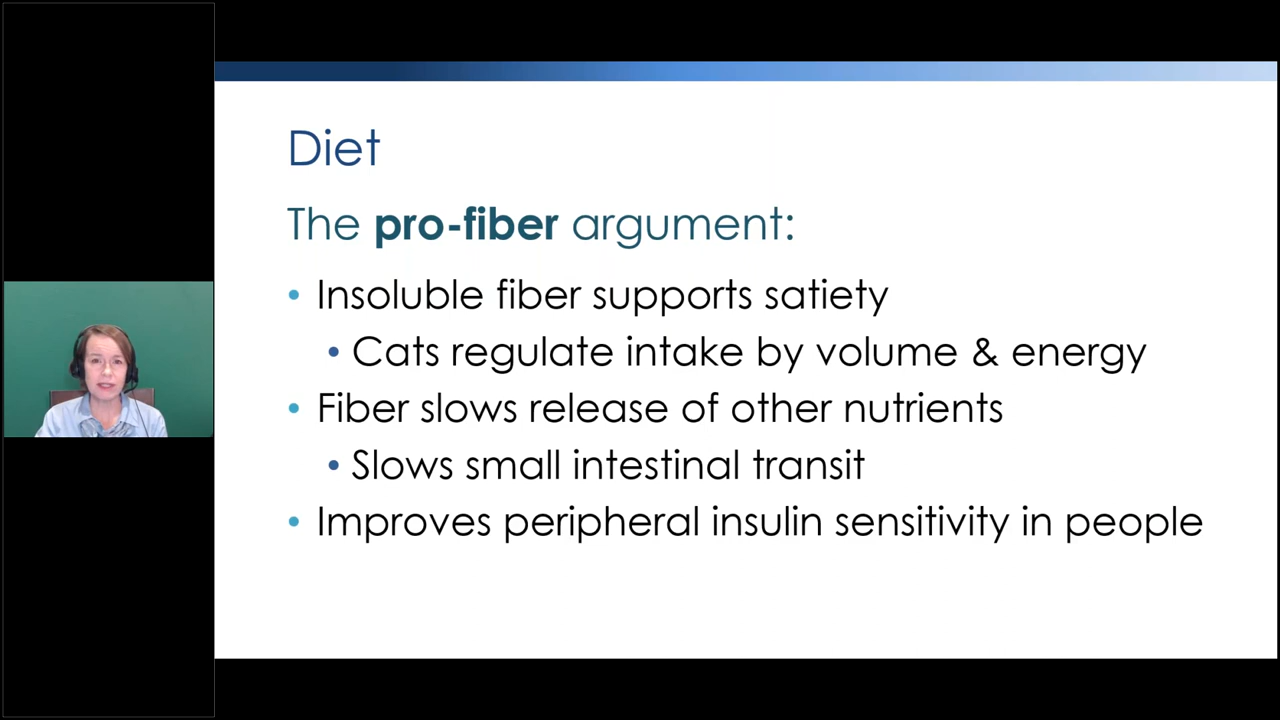 Diet
The pro-fiber argument:
• Insoluble fiber supports satiety
• Cats regulate intake by volume & energy
• Fiber slows release of other nutrients
• Slows small intestinal transit
• Improves peripheral insulin sensitivity in people